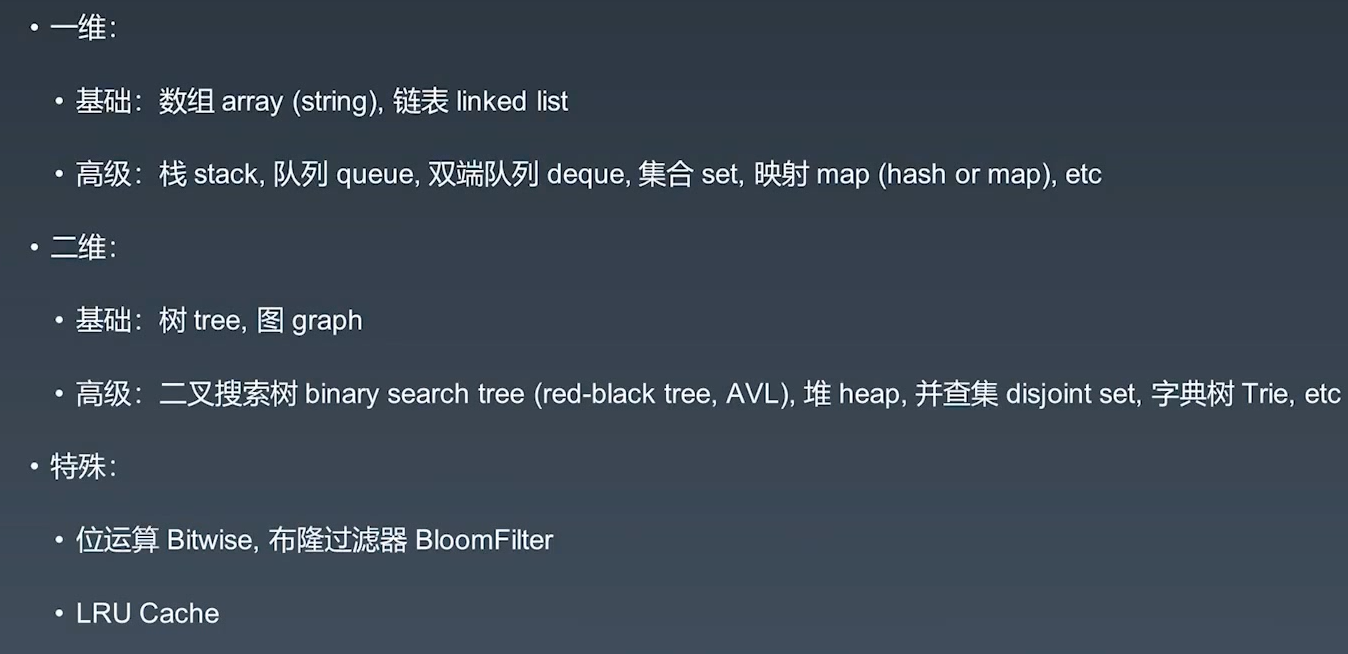 • 一维：
• 基础：数组 array (string), 链表 linked list
• 高级：栈 stack, 队列 queue, 双端队列 deque, 集合 set, 映射 map (hash or map), etc
• 二维：
• 基础：树 tree, 图 graph
• 高级：二叉搜索树 binary search tree (red-black tree, AVL), 堆 heap, 并查集 disjoint set, 字典树 Trie, etc
• 特殊：
• 位运算 Bitwise, 布隆过滤器 BloomFilter
• LRU Cache